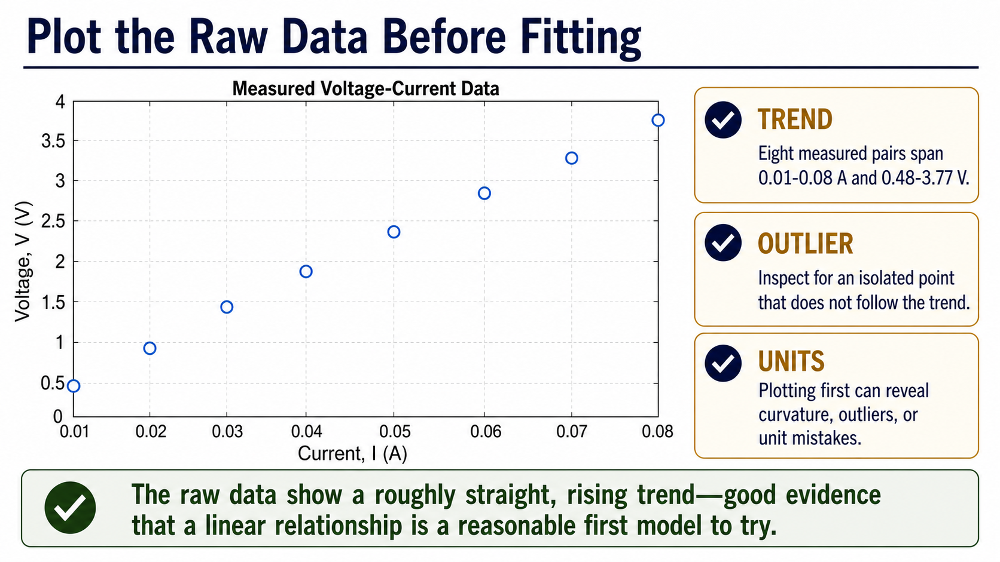 Plot the Raw Data Before Fitting
Measured Voltage-Current Data
4
3.5
3
2.5
2
1.5
1
0.5
0
Voltage, V (V)
0.01
0.02
0.03
0.04
0.05
0.06
0.07
0.08
Current, I (A)
TREND
Eight measured pairs span
0.01-0.08 A and 0.48-3.77 V.
OUTLIER
Inspect for an isolated point
that does not follow the trend.
UNITS
Plotting first can reveal
curvature, outliers, or
unit mistakes.
The raw data show a roughly straight, rising trend—good evidence
that a linear relationship is a reasonable first model to try.